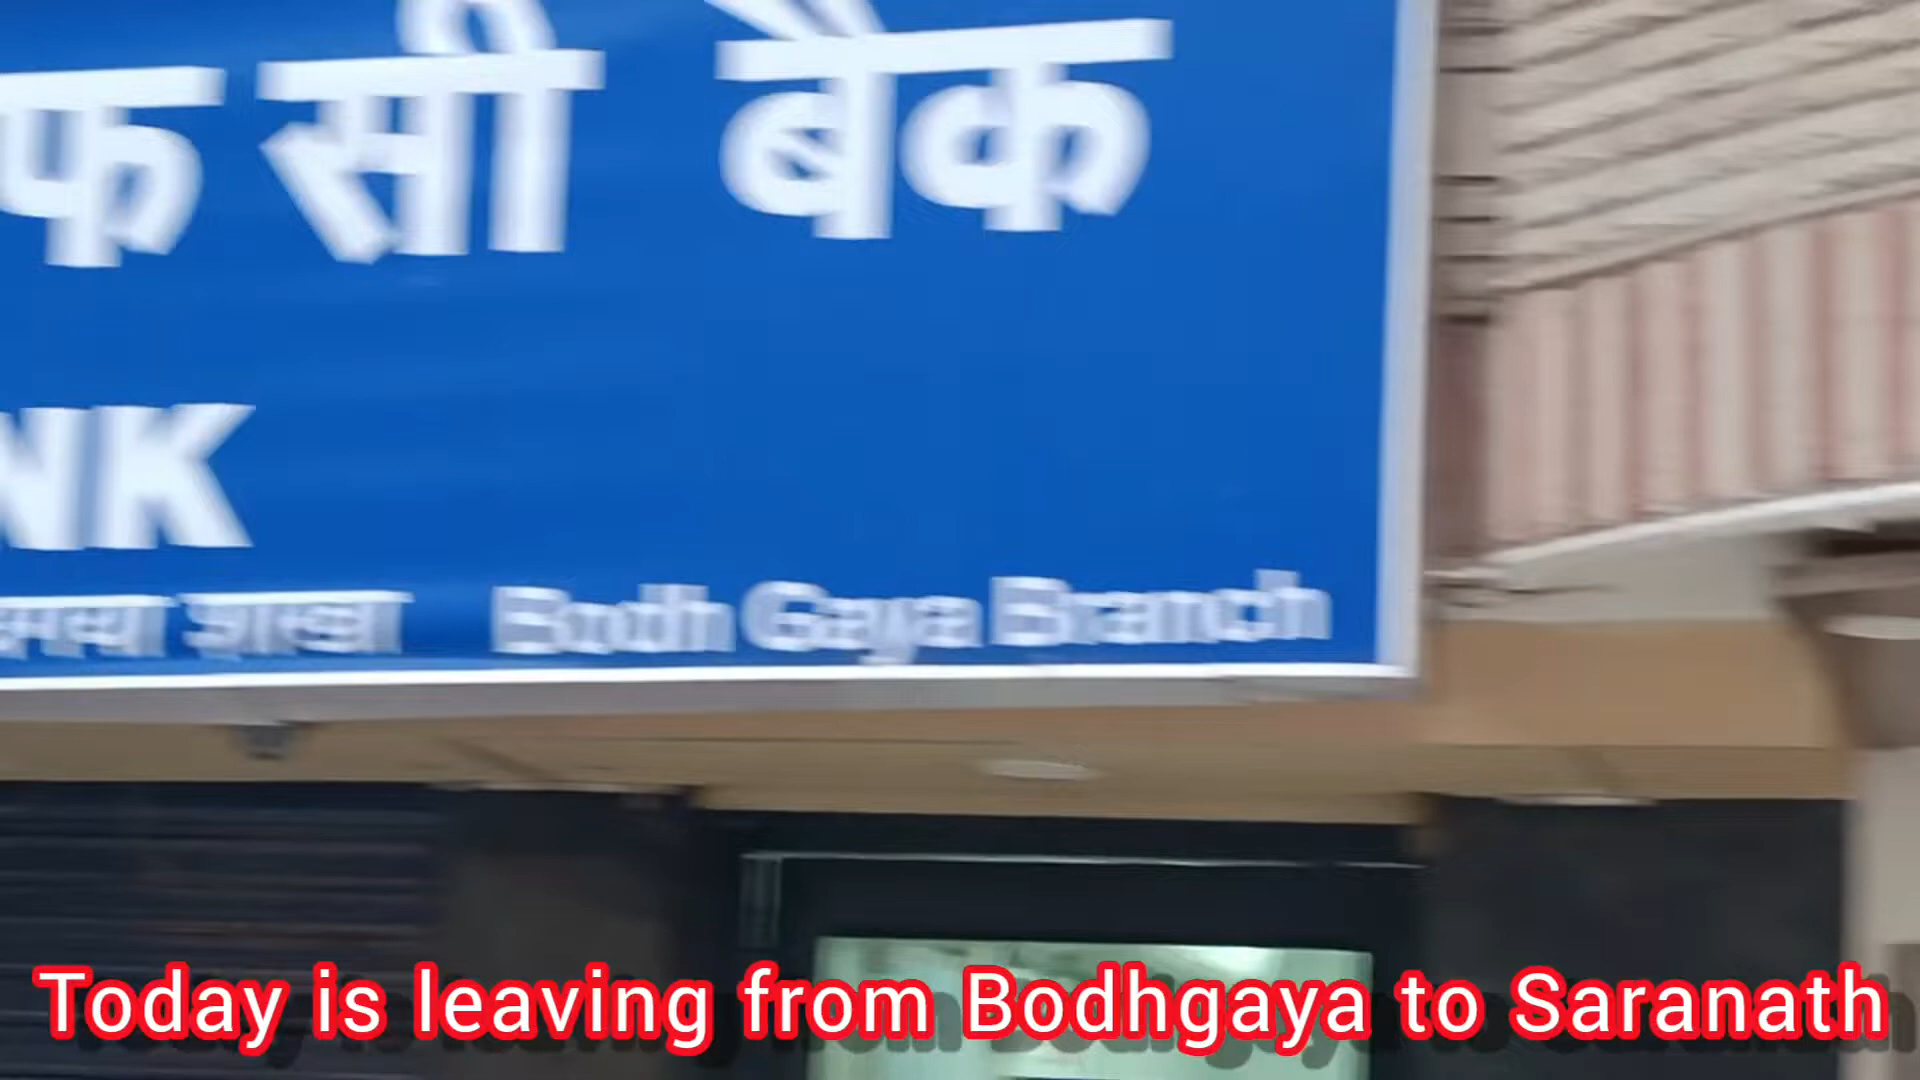 फ सी बैंक
NK
शाखा Bodh Gaya Branch
Today is leaving from Bodhgaya to Saranath